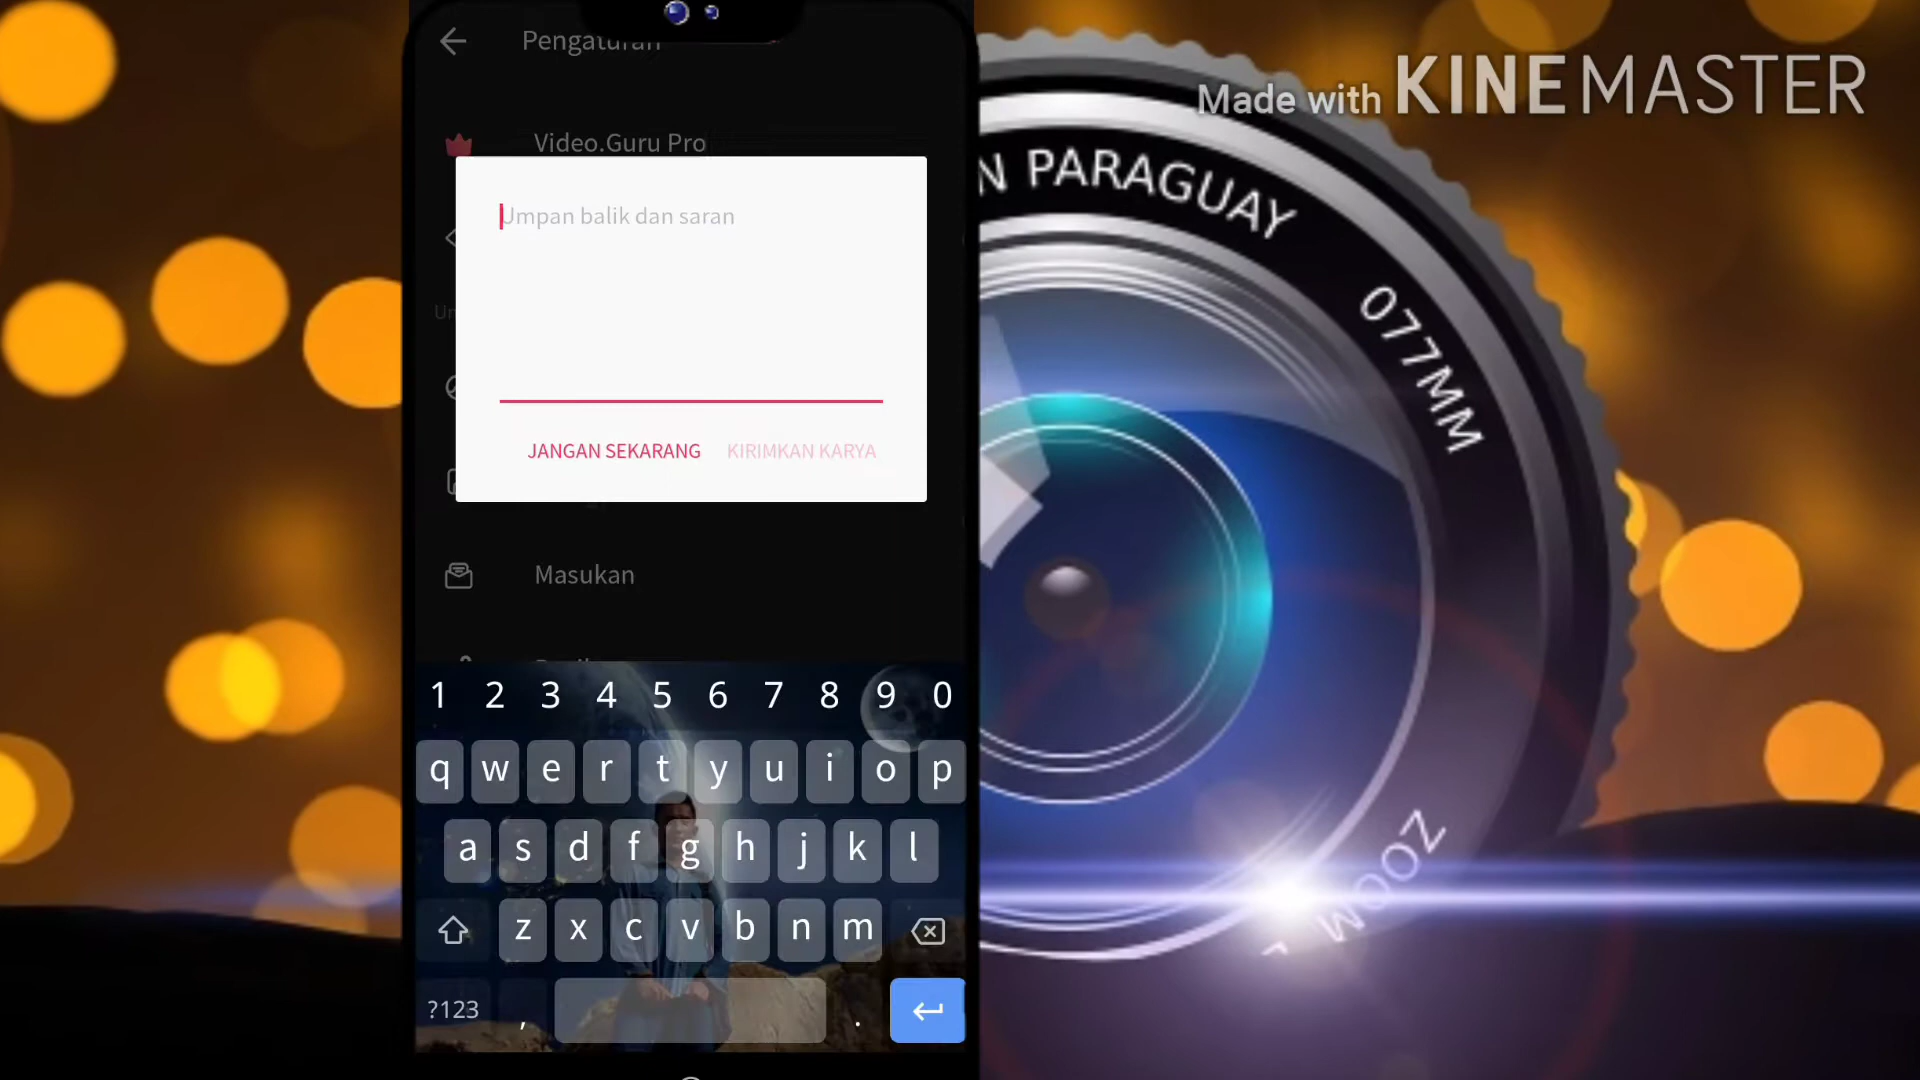 Pengaturan
Video.Guru Pro
Umpan balik dan saran
JANGAN SEKARANG KIRIMKAN KARYA
Masukan
1 2 3 4 5 6 7 8 9 0
q w e r t y u i o p
a s d f g h j k l
z x c v b n m
?123 , .
Made with KINEMASTER
N PARAGUAY
077MM
ZOOM